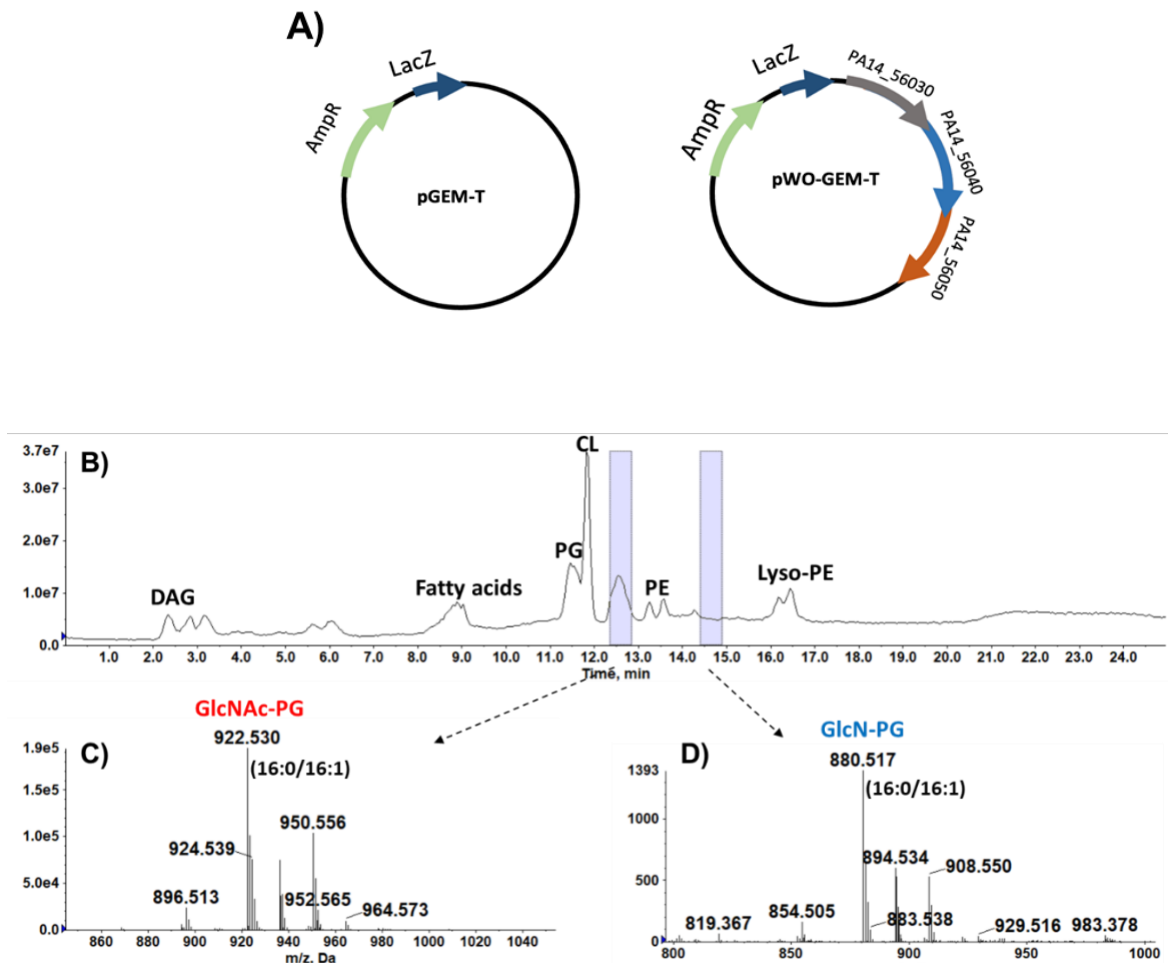 A)
LacZ
AmpR
pGEM-T
LacZ
AmpR
PA14_56030
PA14_56040
PA14_56050
pWO-GEM-T
B)
3.7e7
3.0e7
2.0e7
1.0e7
0.0
DAG
Fatty acids
PG
CL
PE
Lyso-PE
1.0 2.0 3.0 4.0 5.0 6.0 7.0 8.0 9.0 10.0 11.0 12.0 13.0 14.0 15.0 16.0 17.0 18.0 19.0 20.0 21.0 22.0 23.0 24.0
Time, min
GlcNAc-PG
C)
1.9e5
1.5e5
1.0e5
5.0e4
0.0
922.530
(16:0/16:1)
950.556
924.539
896.513
952.565
964.573
860 880 900 920 940 960 980 1000 1020 1040
m/z, Da
GlcN-PG
D)
1393
1000
500
0
880.517
(16:0/16:1)
894.534
908.550
819.367
854.505
883.538
929.516
983.378
800 900 1000